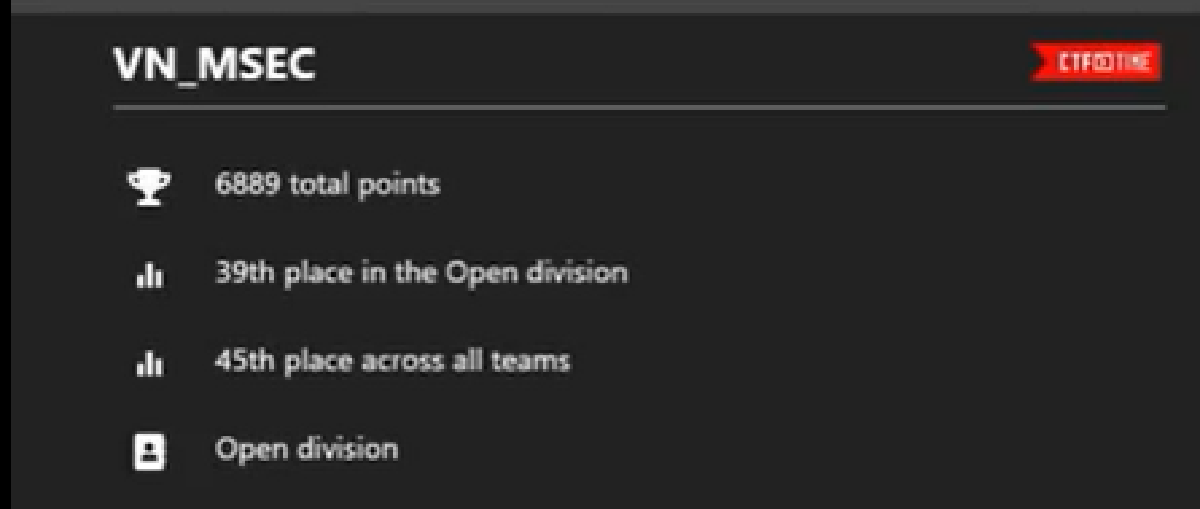 VN_MSEC
CTFTIME
6889 total points
39th place in the Open division
45th place across all teams
Open division